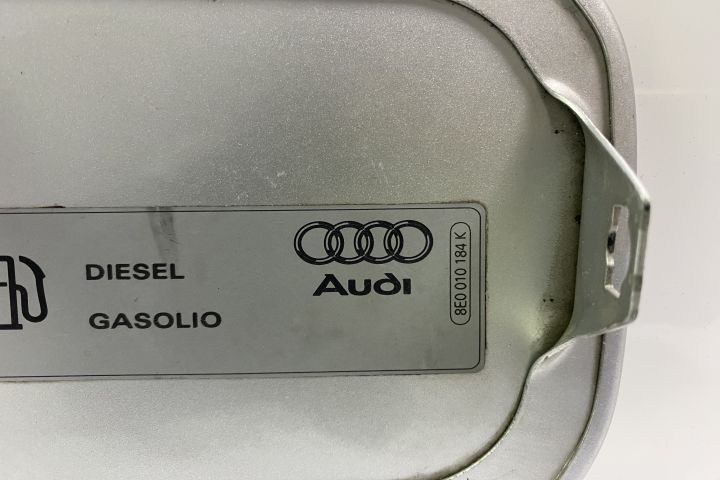 DIESEL
GASOLIO
Audi
8E0 010 184 K